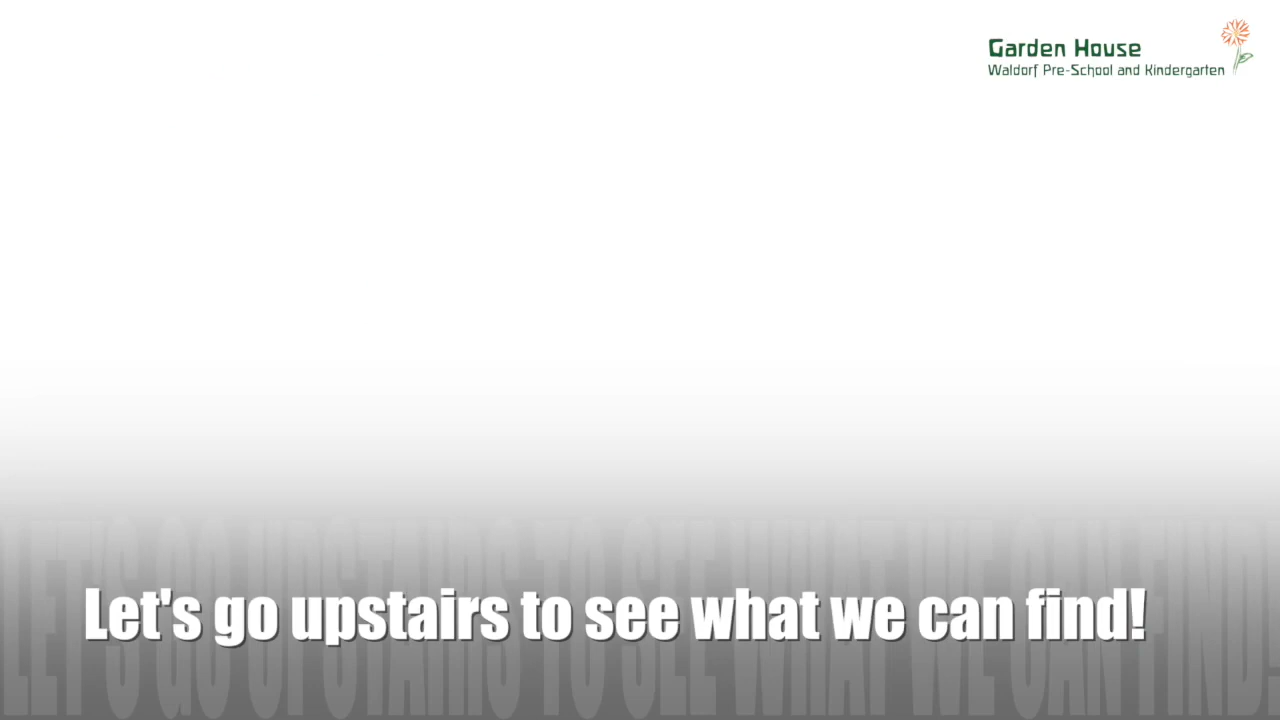 Garden House
Waldorf Pre-School and Kindergarten
LET'S GO UPSTAIRS TO SEE WHAT WE CAN FIND!
Let's go upstairs to see what we can find!